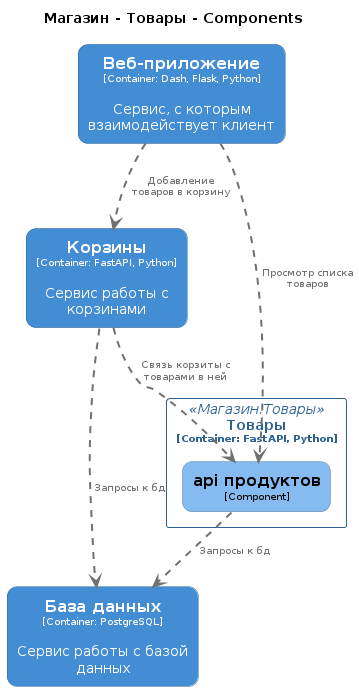 Магазин - Товары - Components
Веб-приложение
[Container: Dash, Flask, Python]
Сервис, с которым
взаимодействует клиент
Добавление
товаров в корзину
Корзины
[Container: FastAPI, Python]
Сервис работы с
корзинами
Просмотр списка
товаров
Связь корзиты с
товарами в ней
«Магазин.Товары»
Товары
[Container: FastAPI, Python]
api продуктов
[Component]
Запросы к бд
Запросы к бд
База данных
[Container: PostgreSQL]
Сервис работы с базой
данных